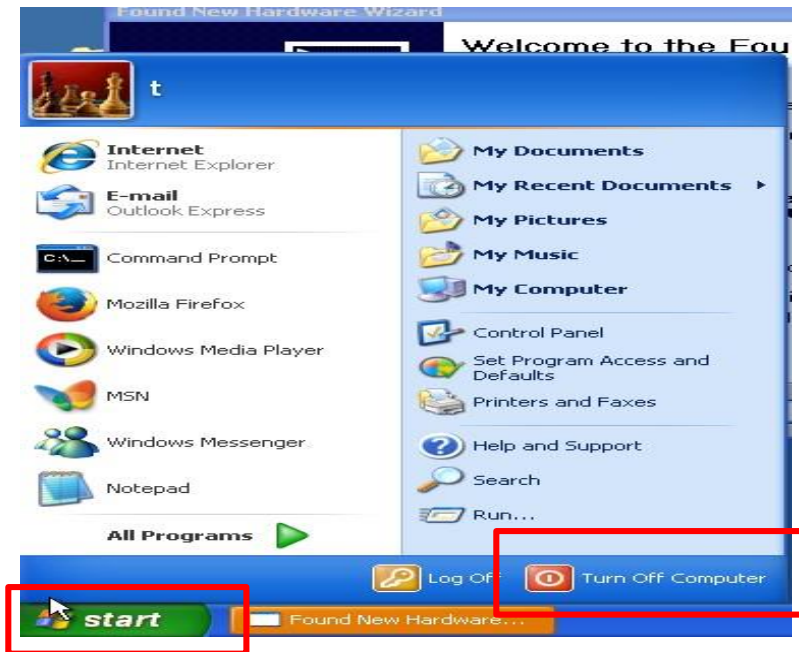 Found New Hardware Wizard
Welcome to the Fou
t
Internet
Internet Explorer
E-mail
Outlook Express
Command Prompt
Mozilla Firefox
Windows Media Player
MSN
Windows Messenger
Notepad
All Programs
My Documents
My Recent Documents
My Pictures
My Music
My Computer
Control Panel
Set Program Access and
Defaults
Printers and Faxes
Help and Support
Search
Run...
Log Off
Turn Off Computer
start
Found New Hardware...